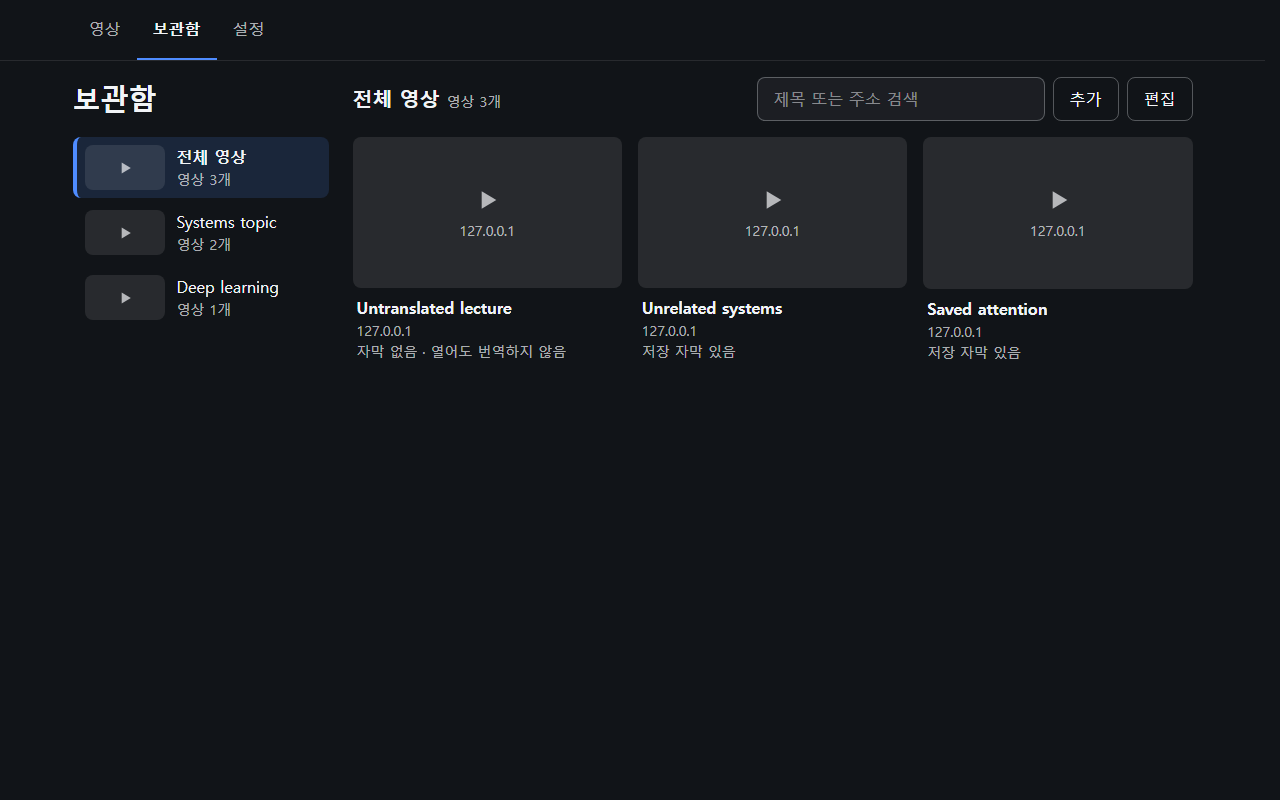 영상 보관함 설정
보관함
전체 영상
영상 3개
Systems topic
영상 2개
Deep learning
영상 1개
전체 영상 영상 3개
제목 또는 주소 검색
추가
편집
127.0.0.1
Untranslated lecture
127.0.0.1
자막 없음 · 열어도 번역하지 않음
127.0.0.1
Unrelated systems
127.0.0.1
저장 자막 있음
127.0.0.1
Saved attention
127.0.0.1
저장 자막 있음